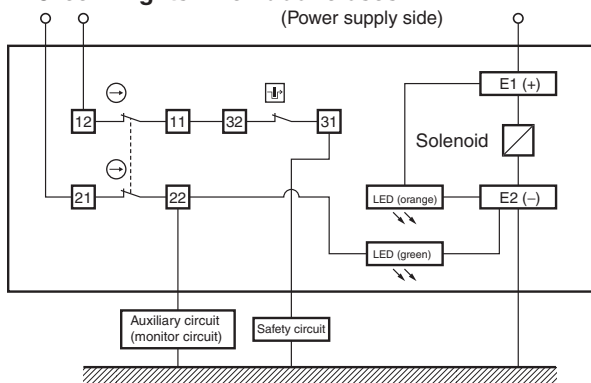 (Power supply side)
E1 (+)
12
11
32
31
Solenoid
21
22
LED (orange)
E2 (–)
LED (green)
Auxiliary circuit
(monitor circuit)
Safety circuit